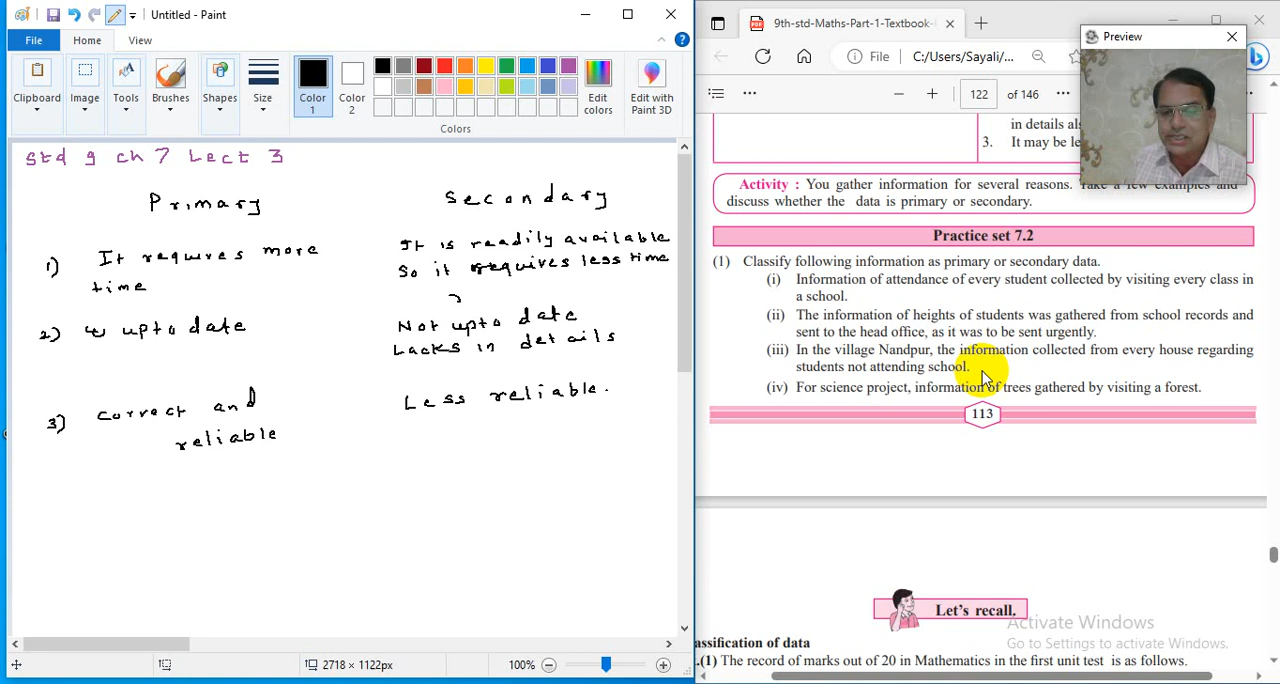 Untitled - Paint
File
Home
View
Clipboard
Image
Tools
Brushes
Shapes
Size
Color
1
Color
2
Edit
colors
Edit with
Paint 3D
Colors
Std 9 ch 7 Lect 3
Primary
Secondary
1) It requires more
time
It is readily available
So it requires less time
2) upto date
Not upto date
Lacks in details
3) Correct and
reliable
Less reliable.
2718 × 1122px
100%
9th-std-Maths-Part-1-Textbook-
File
C:/Users/Sayali/...
122
of 146
Preview
in details al
3. It may be le
Activity : You gather information for several reasons. Take a few examples and
discuss whether the data is primary or secondary.
Practice set 7.2
(1) Classify following information as primary or secondary data.
(i) Information of attendance of every student collected by visiting every class in
a school.
(ii) The information of heights of students was gathered from school records and
sent to the head office, as it was to be sent urgently.
(iii) In the village Nandpur, the information collected from every house regarding
students not attending school.
(iv) For science project, information of trees gathered by visiting a forest.
113
Let's recall.
Activate Windows
Go to Settings to activate Windows.
assification of data
.(1) The record of marks out of 20 in Mathematics in the first unit test is as follows.